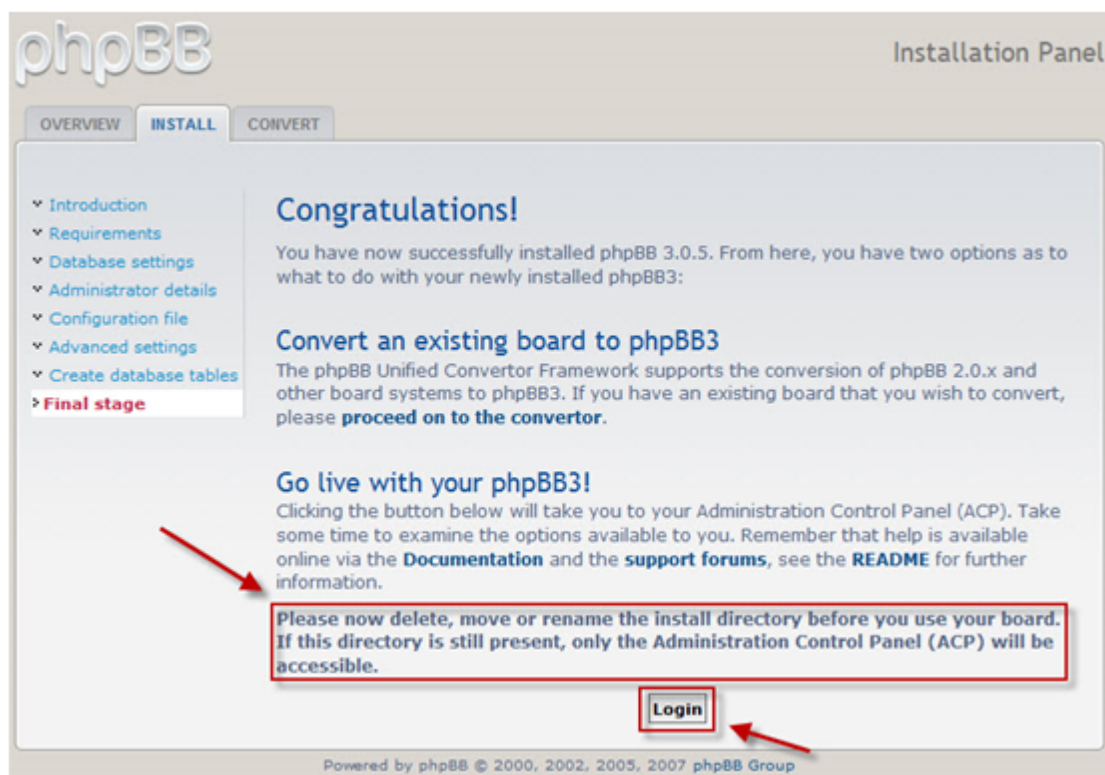 phpBB
Installation Panel
OVERVIEW
INSTALL
CONVERT
Introduction
Requirements
Database settings
Administrator details
Configuration file
Advanced settings
Create database tables
Final stage
Congratulations!
You have now successfully installed phpBB 3.0.5. From here, you have two options as to
what to do with your newly installed phpBB3:
Convert an existing board to phpBB3
The phpBB Unified Convertor Framework supports the conversion of phpBB 2.0.x and
other board systems to phpBB3. If you have an existing board that you wish to convert,
please proceed on to the convertor.
Go live with your phpBB3!
Clicking the button below will take you to your Administration Control Panel (ACP). Take
some time to examine the options available to you. Remember that help is available
online via the Documentation and the support forums, see the README for further
information.
Please now delete, move or rename the install directory before you use your board.
If this directory is still present, only the Administration Control Panel (ACP) will be
accessible.
Login
Powered by phpBB © 2000, 2002, 2005, 2007 phpBB Group